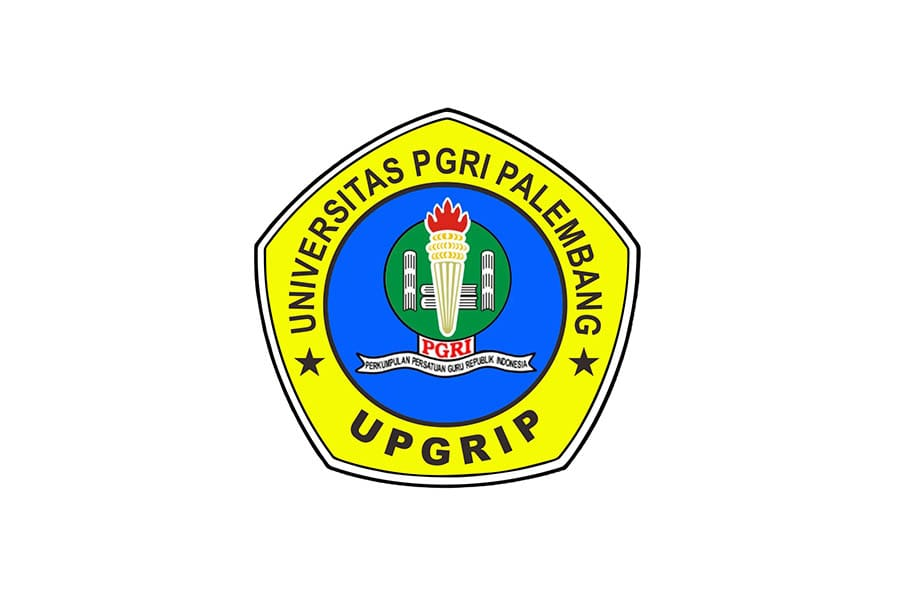 UNIVERSITAS PGRI PALEMBANG
PGRI
PERKUMPULAN PERSATUAN GURU REPUBLIK INDONESIA
UPGRIP